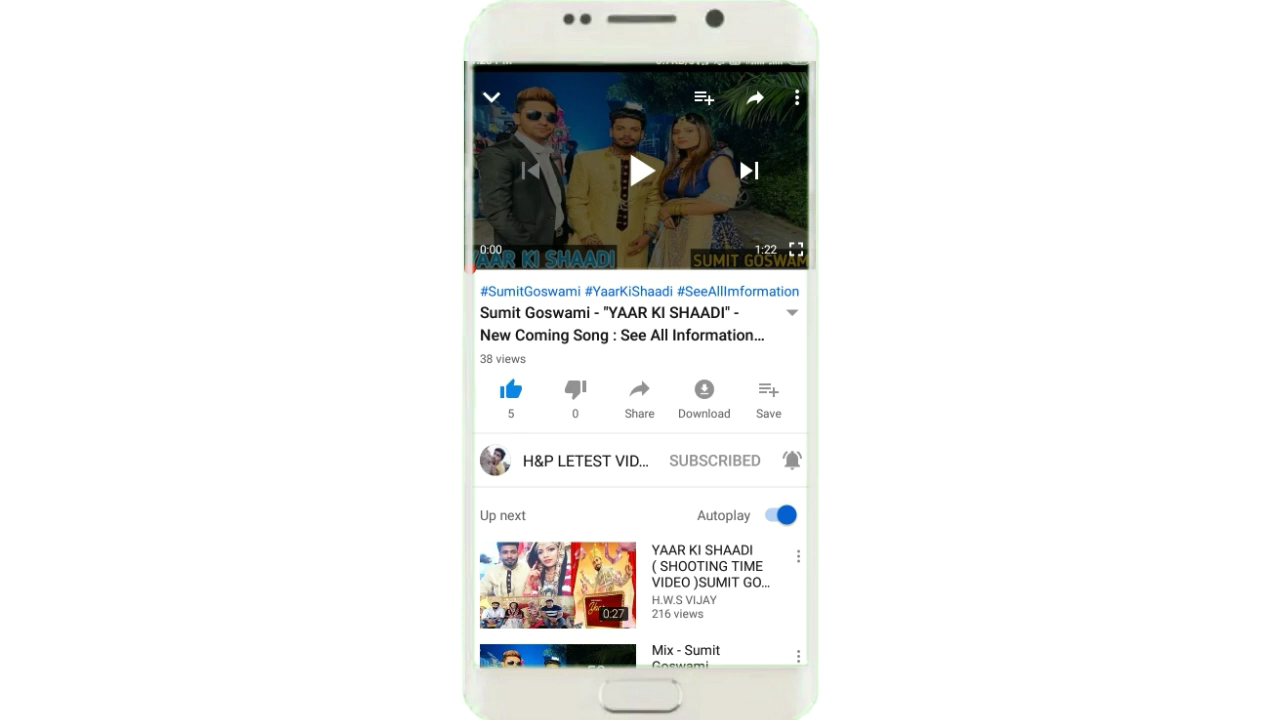 0:00
1:22
YAAR KI SHAADI
SUMIT GOSWAM
#SumitGoswami #YaarKiShaadi #SeeAllImformation
Sumit Goswami - "YAAR KI SHAADI" -
New Coming Song : See All Information...
38 views
5
0
Share
Download
Save
H&P LETEST VID...
SUBSCRIBED
Up next
Autoplay
YAAR KI SHAADI
( SHOOTING TIME
VIDEO )SUMIT GO...
H.W.S VIJAY
216 views
0:27
Mix - Sumit
Goswami